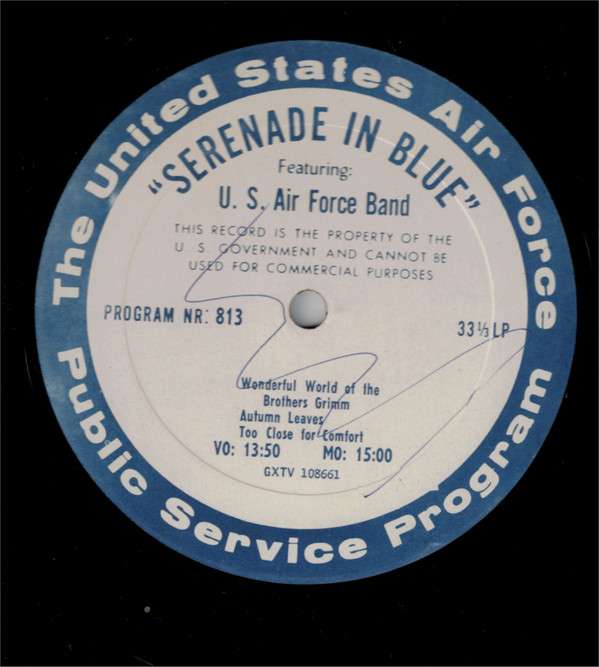 The United States Air Force
"SERENADE IN BLUE"
Featuring:
U. S. Air Force Band
THIS RECORD IS THE PROPERTY OF THE
U. S. GOVERNMENT AND CANNOT BE
USED FOR COMMERCIAL PURPOSES
PROGRAM NR: 813
33⅓ LP
Wonderful World of the
Brothers Grimm
Autumn Leaves
Too Close for Comfort
VO: 13:50 MO: 15:00
GXTV 108661
Public Service Program